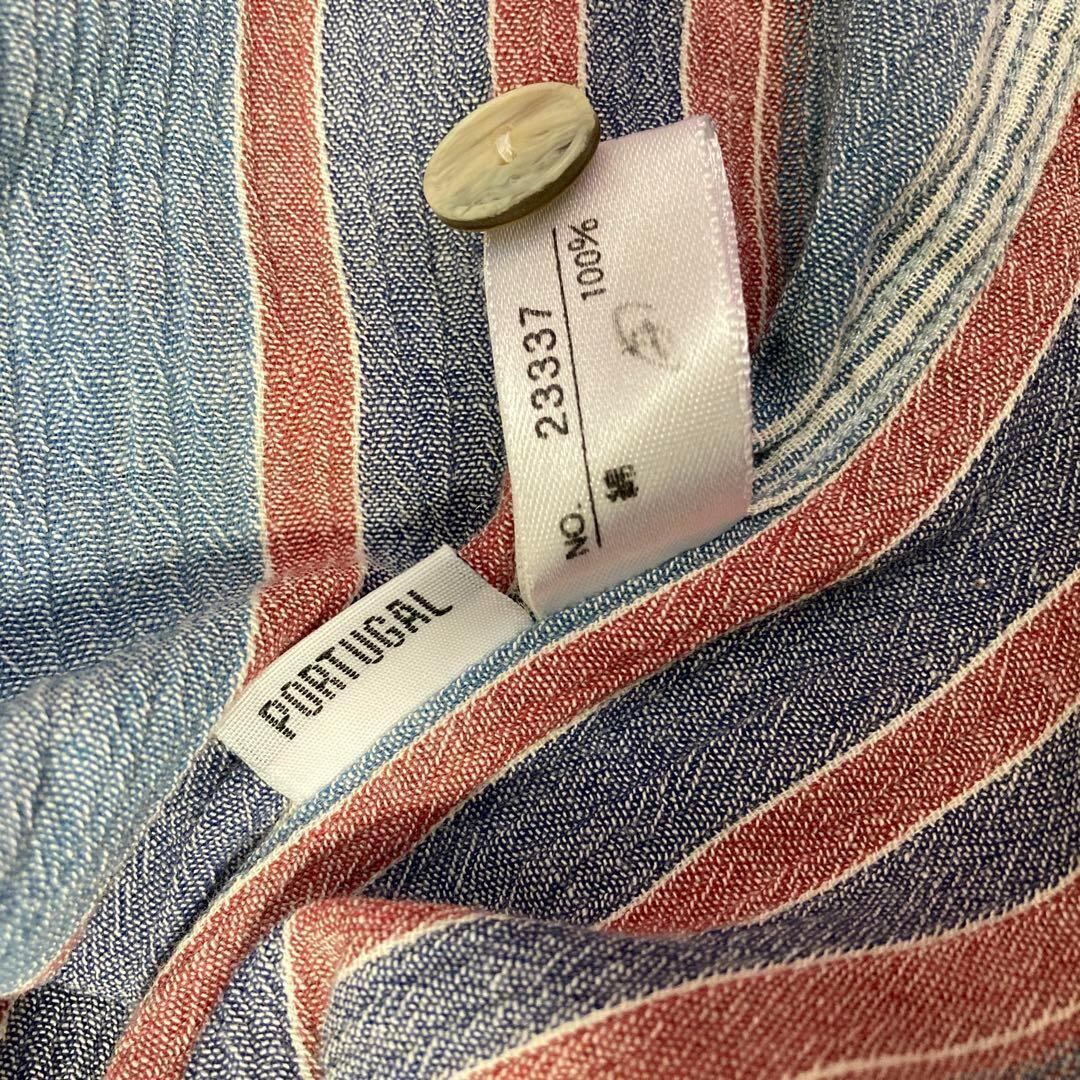 NO. 23337
綿 100%
PORTUGAL